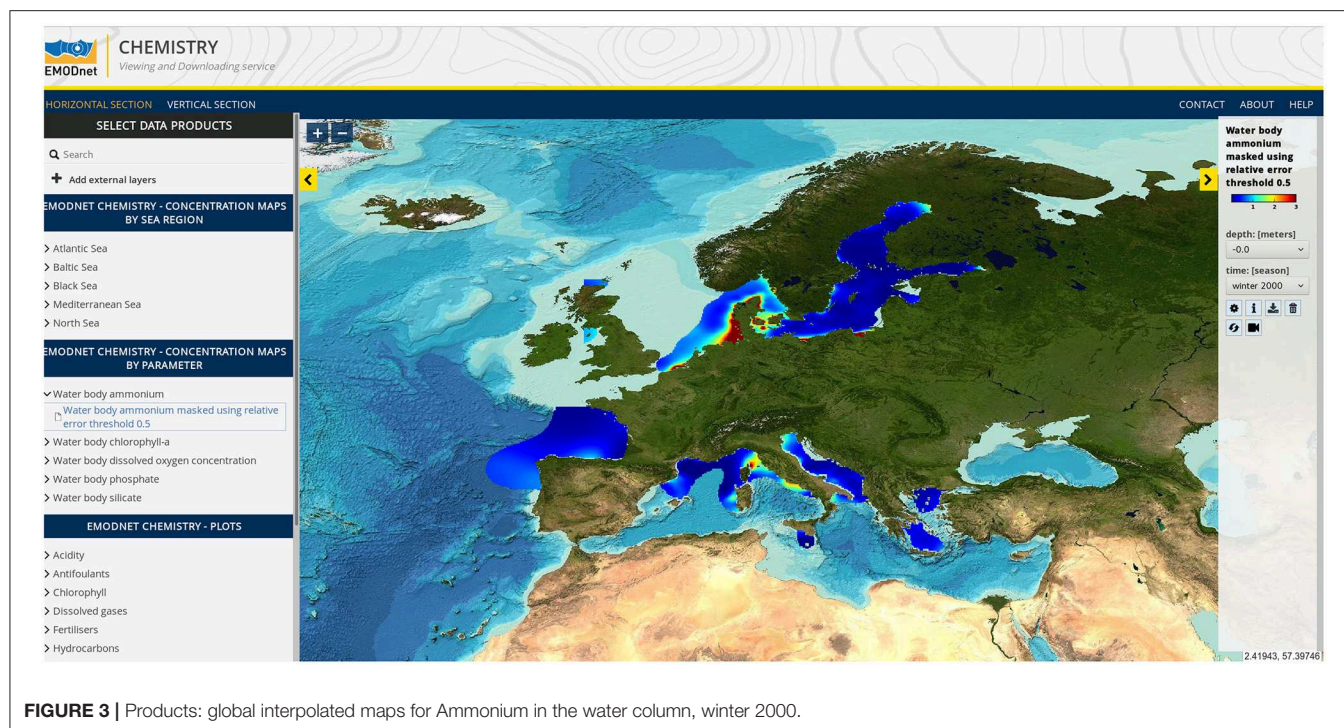 EMODnet
CHEMISTRY
Viewing and Downloading service
HORIZONTAL SECTION VERTICAL SECTION
CONTACT ABOUT HELP
SELECT DATA PRODUCTS
Search
Add external layers
EMODNET CHEMISTRY - CONCENTRATION MAPS
BY SEA REGION
Atlantic Sea
Baltic Sea
Black Sea
Mediterranean Sea
North Sea
EMODNET CHEMISTRY - CONCENTRATION MAPS
BY PARAMETER
Water body ammonium
Water body ammonium masked using relative
error threshold 0.5
Water body chlorophyll-a
Water body dissolved oxygen concentration
Water body phosphate
Water body silicate
EMODNET CHEMISTRY - PLOTS
Acidity
Antifoulants
Chlorophyll
Dissolved gases
Fertilisers
Hydrocarbons
Water body
ammonium
masked using
relative error
threshold 0.5
1 2 3
depth: [meters]
-0.0
time: [season]
winter 2000
2.41943, 57.39746
FIGURE 3 | Products: global interpolated maps for Ammonium in the water column, winter 2000.